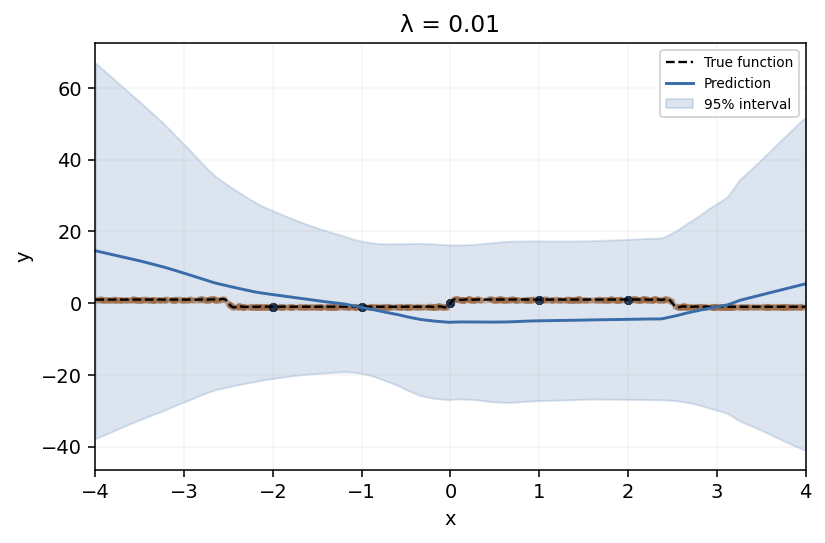 λ = 0.01
True function
Prediction
95% interval
60
40
20
0
−20
−40
y
−4 −3 −2 −1 0 1 2 3 4
x